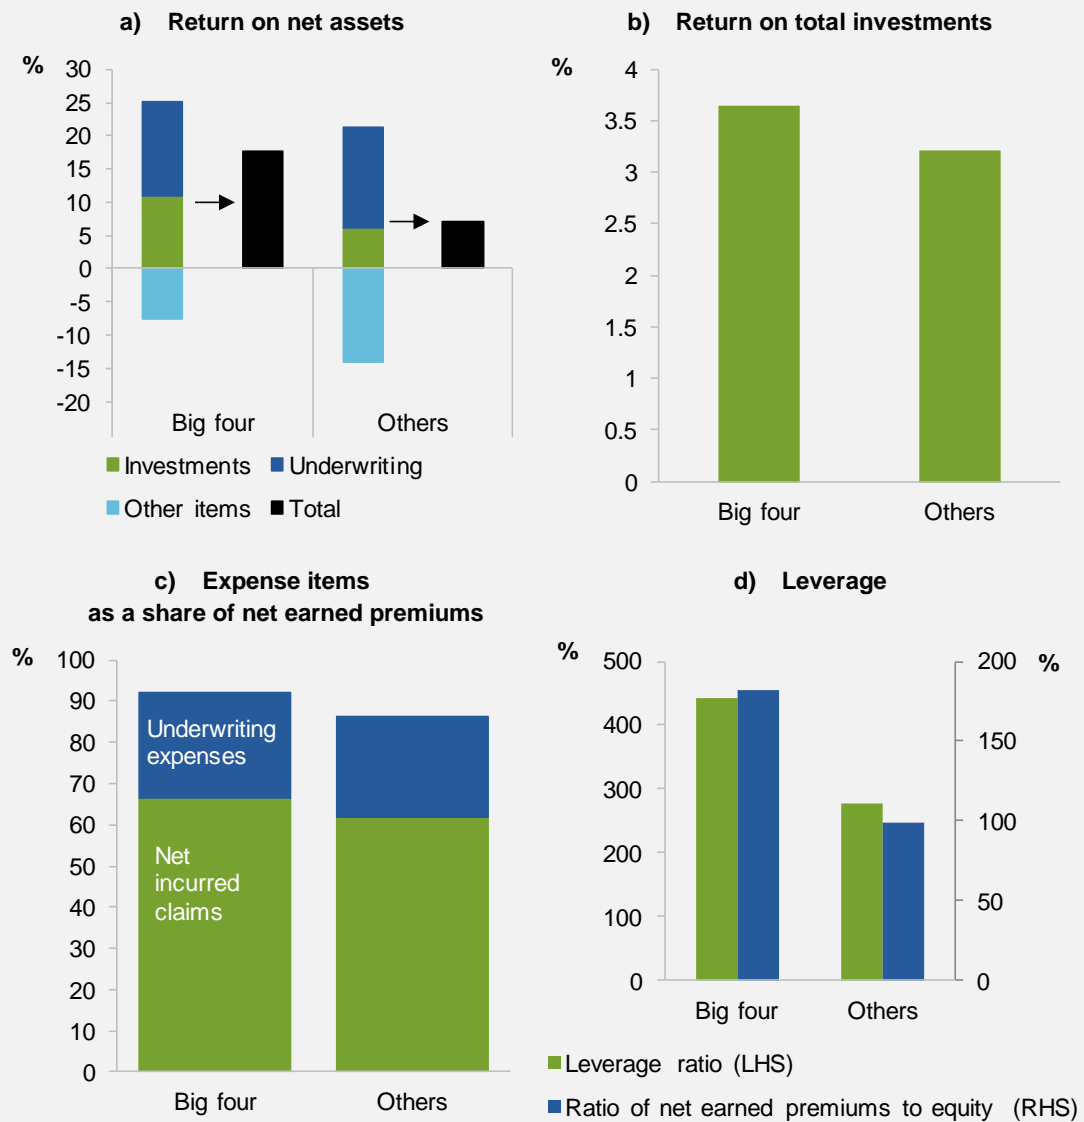 a) Return on net assets
%
30
25
20
15
10
5
0
-5
-10
-15
-20
Big four Others
Investments Underwriting
Other items Total
b) Return on total investments
%
4
3.5
3
2.5
2
1.5
1
0.5
0
Big four Others
c) Expense items
as a share of net earned premiums
%
100
90
80
70
60
50
40
30
20
10
0
Underwriting
expenses
Net
incurred
claims
Big four Others
d) Leverage
%
500
400
300
200
100
0
%
200
150
100
50
0
Big four Others
Leverage ratio (LHS)
Ratio of net earned premiums to equity (RHS)